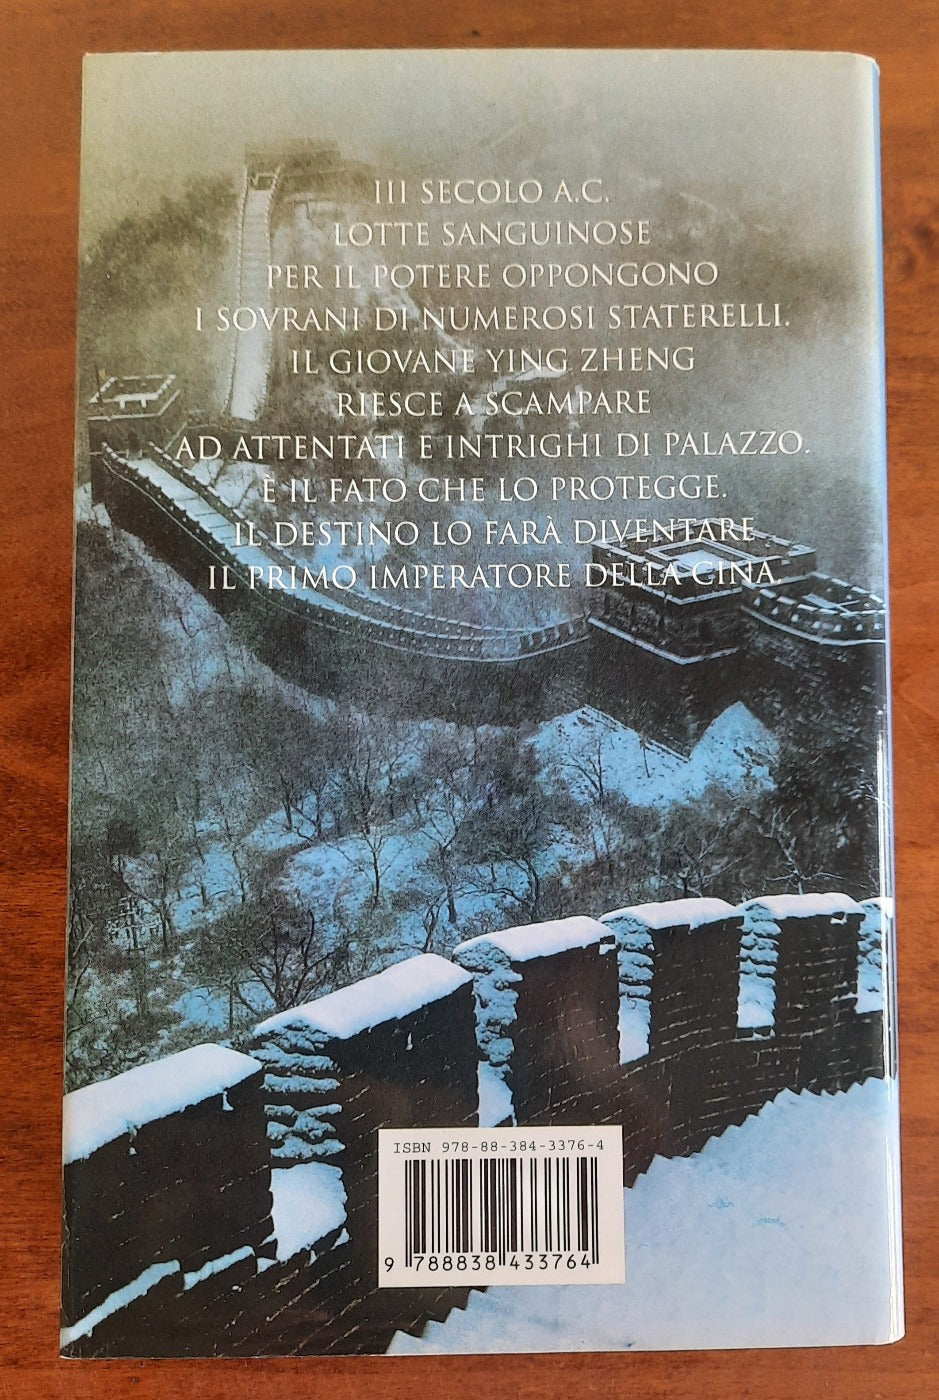 III SECOLO A.C.
LOTTE SANGUINOSE
PER IL POTERE OPPONGONO
I SOVRANI DI NUMEROSI STATERELLI.
IL GIOVANE YING ZHENG
RIESCE A SCAMPARE
AD ATTENTATI E INTRIGHI DI PALAZZO.
È IL FATO CHE LO PROTEGGE.
IL DESTINO LO FARÀ DIVENTARE
IL PRIMO IMPERATORE DELLA CINA.
ISBN 978-88-384-3376-4
9 788838 433764